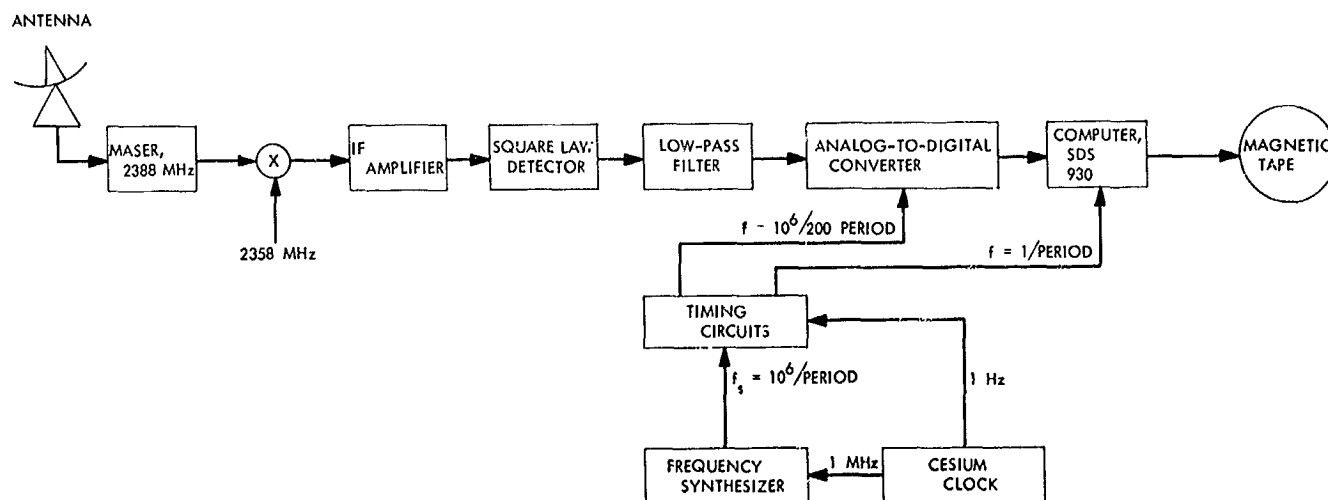 ANTENNA
MASER,
2388 MHz
X
2358 MHz
IF
AMPLIFIER
SQUARE LAV:
DETECTOR
LOW-PASS
FILTER
ANALOG-TO-DIGITAL
CONVERTER
COMPUTER,
SDS
930
MAGNETIC
TAPE
f - 10⁶/200 PERIOD
f = 1/PERIOD
TIMING
CIRCUITS
fₛ = 10⁶/PERIOD
1 Hz
FREQUENCY
SYNTHESIZER
1 MHz
CESIUM
CLOCK